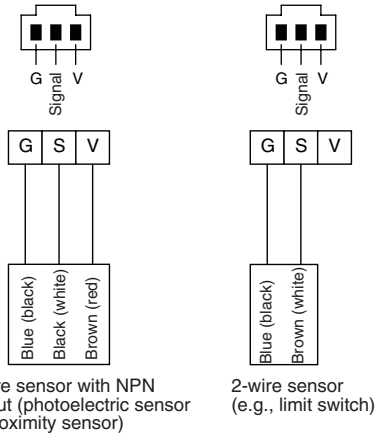 G Signal V
G Signal V
G S V
G S V
Blue (black)
Black (white)
Brown (red)
Blue (black)
Brown (white)
re sensor with NPN
ut (photoelectric sensor
oximity sensor)
2-wire sensor
(e.g., limit switch)